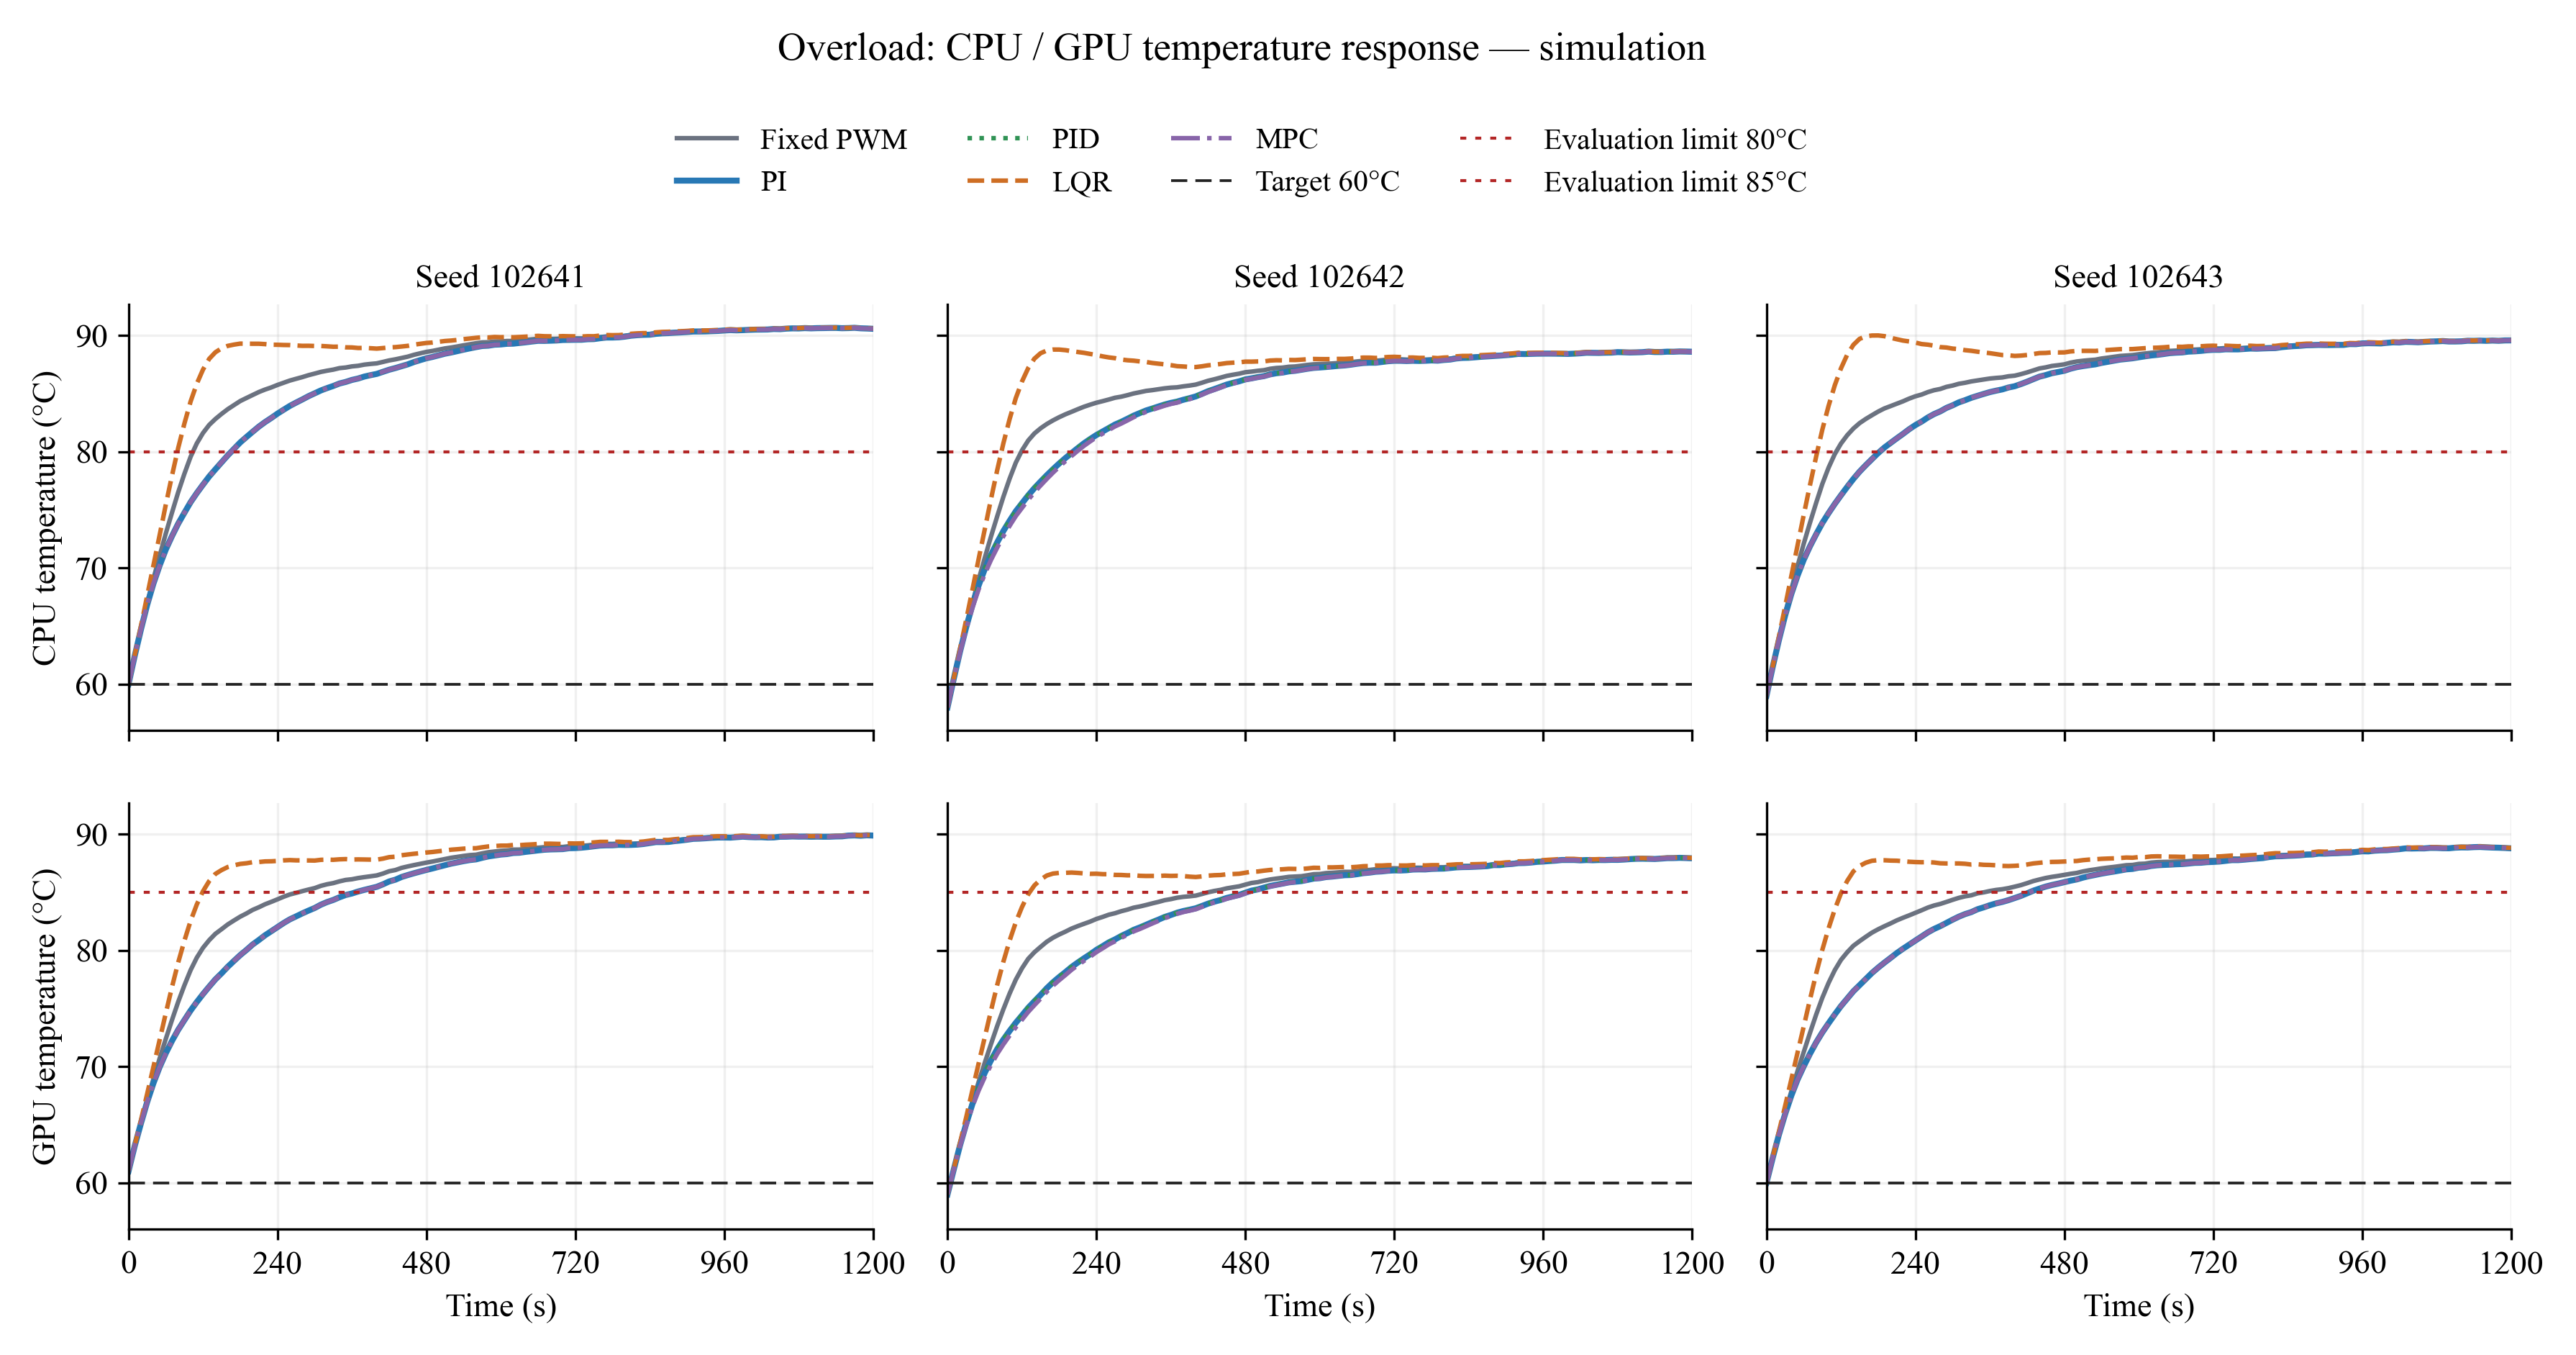 Overload: CPU / GPU temperature response — simulation
Fixed PWM PID MPC Evaluation limit 80°C
PI LQR Target 60°C Evaluation limit 85°C
Seed 102641 Seed 102642 Seed 102643
CPU temperature (°C)
90
80
70
60
GPU temperature (°C)
90
80
70
60
0 240 480 720 960 1200 0 240 480 720 960 1200 0 240 480 720 960 1200
Time (s) Time (s) Time (s)